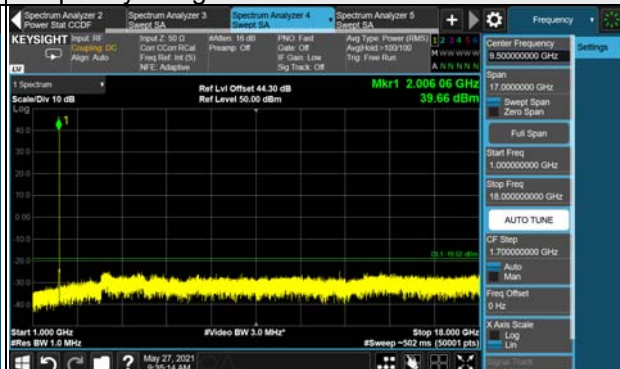 Spectrum Analyzer 2
Power Stat CCDF
Spectrum Analyzer 3
Swept SA
Spectrum Analyzer 4
Swept SA
Spectrum Analyzer 5
Swept SA
Frequency
KEYSIGHT
Input: RF
Coupling: DC
Align: Auto
Input Z: 50 Ω
Corr CCorr RCal
Freq Ref: Int (S)
NFE: Adaptive
#Atten: 16 dB
Preamp: Off
PNO: Fast
Gate: Off
IF Gain: Low
Sig Track: Off
Avg Type: Power (RMS)
Avg|Hold:>100/100
Trig: Free Run
1 2 3 4 5 6
M W W W W W
A N N N N N
LM
1 Spectrum
Scale/Div 10 dB
Log
Ref Lvl Offset 44.30 dB
Ref Level 50.00 dBm
Mkr1 2.006 06 GHz
39.66 dBm
1
40.0
30.0
20.0
10.0
0.00
-10.0
-20.0
-30.0
-40.0
Start 1.000 GHz
#Res BW 1.0 MHz
#Video BW 3.0 MHz*
Stop 18.000 GHz
#Sweep ~502 ms (50001 pts)
May 27, 2021
9:35:14 AM
Center Frequency
9.500000000 GHz
Settings
Span
17.0000000 GHz
Swept Span
Zero Span
Full Span
Start Freq
1.000000000 GHz
Stop Freq
18.000000000 GHz
AUTO TUNE
CF Step
1.700000000 GHz
Auto
Man
Freq Offset
0 Hz
X Axis Scale
Log
Lin
Signal Track